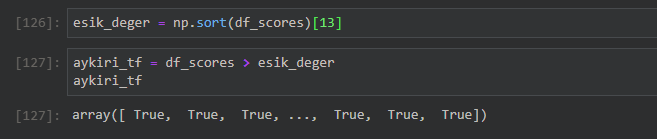 [126]: esik_deger = np.sort(df_scores)[13]
[127]: aykiri_tf = df_scores > esik_deger
aykiri_tf
[127]: array([ True,  True,  True, ...,  True,  True,  True])